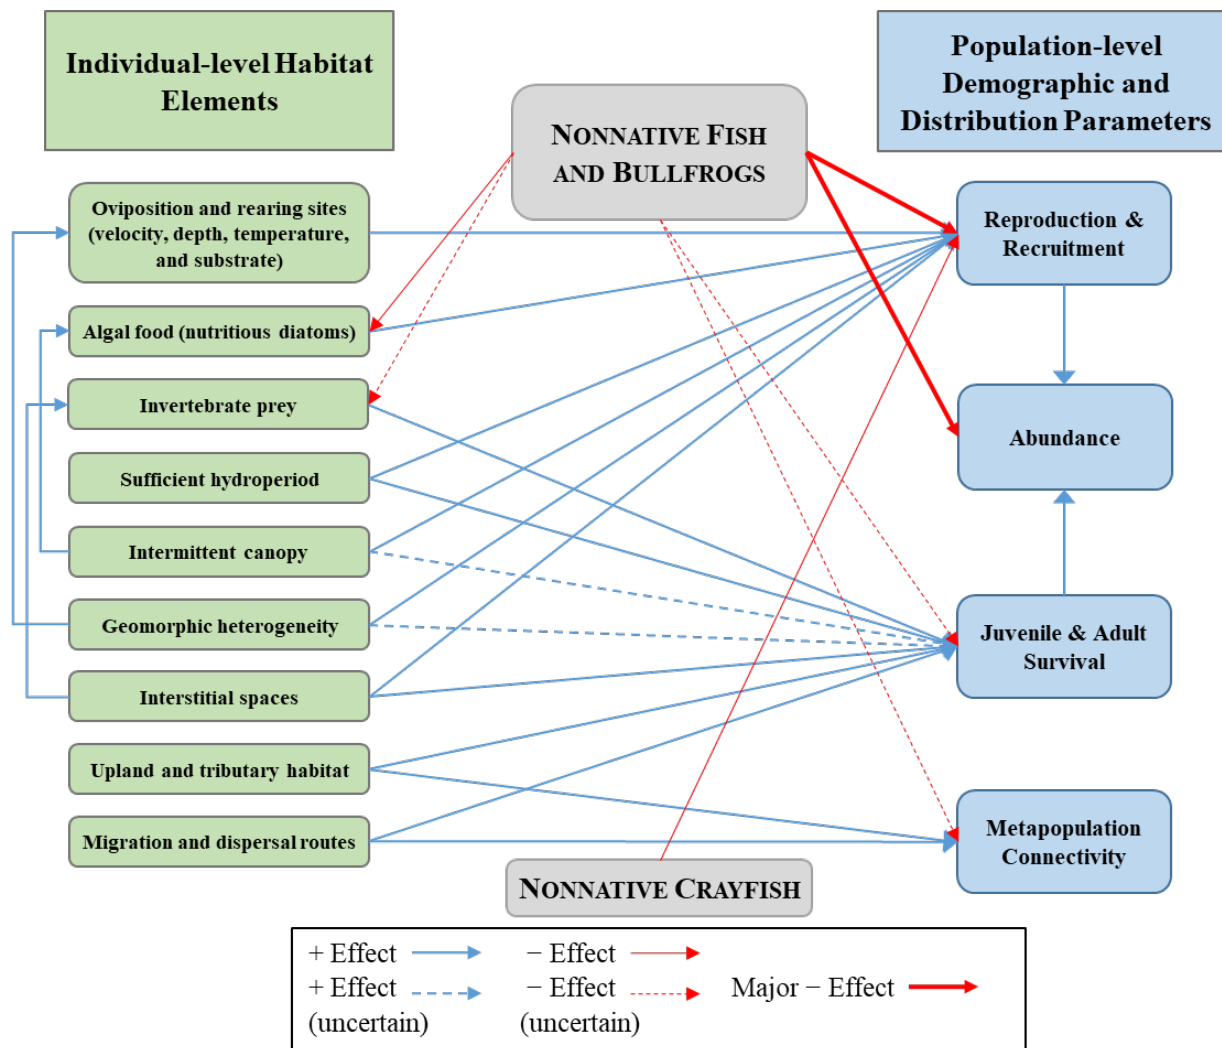 Individual-level Habitat
Elements
NONNATIVE FISH
AND BULLFROGS
Population-level
Demographic and
Distribution Parameters
Oviposition and rearing sites
(velocity, depth, temperature,
and substrate)
Algal food (nutritious diatoms)
Invertebrate prey
Sufficient hydroperiod
Intermittent canopy
Geomorphic heterogeneity
Interstitial spaces
Upland and tributary habitat
Migration and dispersal routes
Reproduction &
Recruitment
Abundance
Juvenile & Adult
Survival
Metapopulation
Connectivity
NONNATIVE CRAYFISH
+ Effect
+ Effect
(uncertain)
− Effect
− Effect
(uncertain)
Major − Effect